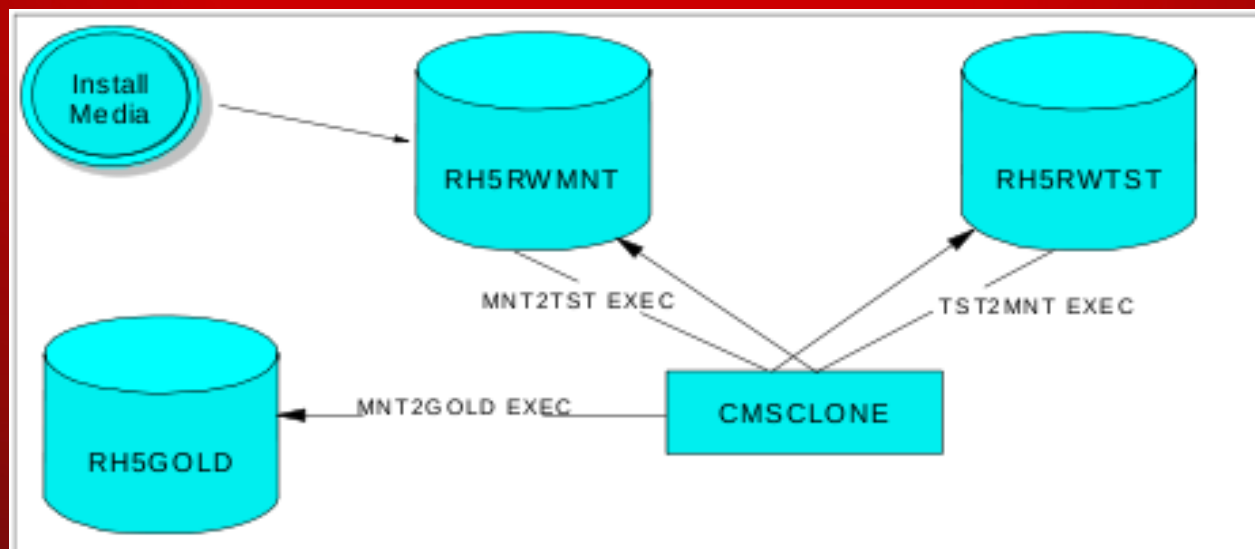 Install
Media
RH5RWMNT
RH5RWTST
MNT2TST EXEC
TST2MNT EXEC
MNT2GOLD EXEC
CMSCLONE
RH5GOLD